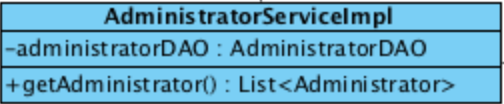 AdministratorServiceImpl
-administratorDAO : AdministratorDAO
+getAdministrator() : List<Administrator>